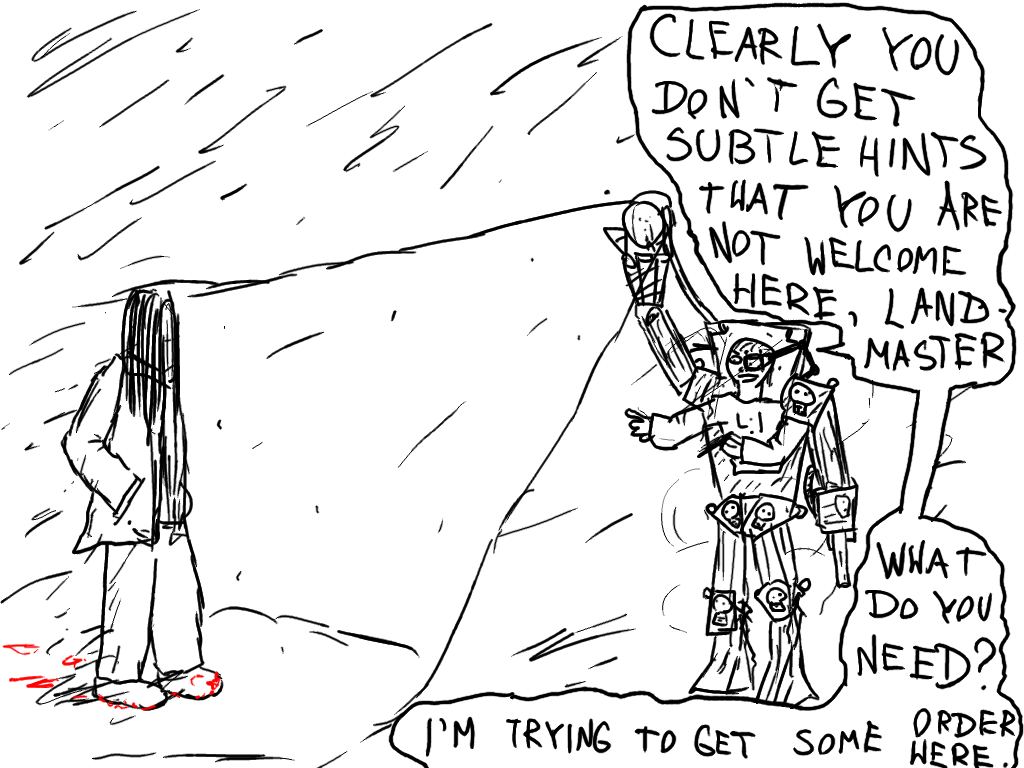 CLEARLY YOU
DON'T GET
SUBTLE HINTS
THAT YOU ARE
NOT WELCOME
HERE, LAND-
MASTER
L:I
WHAT
DO YOU
NEED?
I'M TRYING TO GET SOME ORDER
HERE.